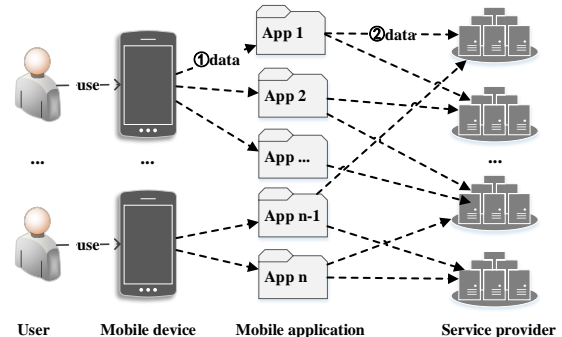 App 1
①data
②data
use
App 2
...
...
App ...
...
App n-1
use
App n
User
Mobile device
Mobile application
Service provider